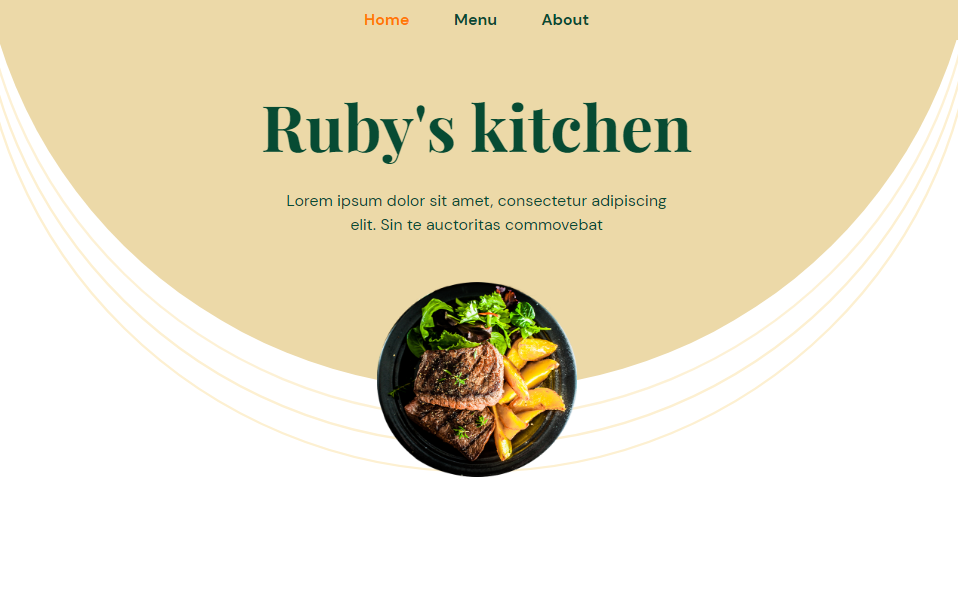 Home Menu About
Ruby's kitchen
Lorem ipsum dolor sit amet, consectetur adipiscing
elit. Sin te auctoritas commovebat